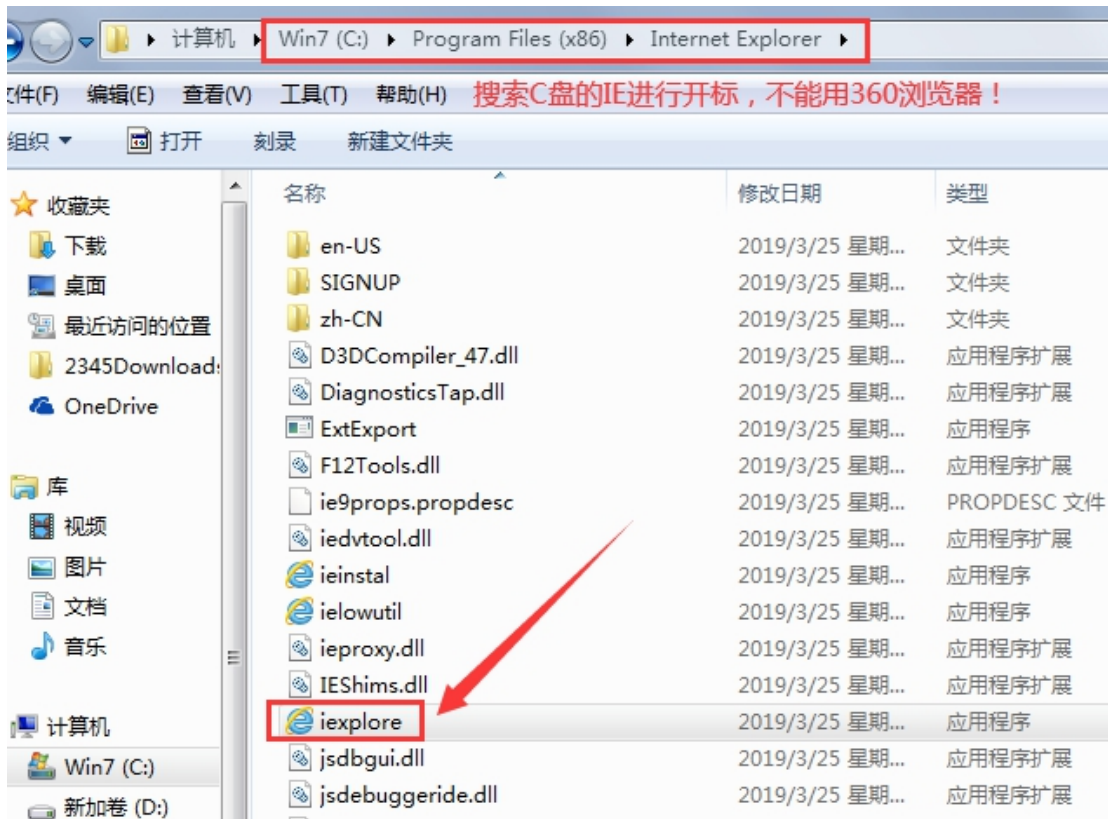 计算机 Win7 (C:) Program Files (x86) Internet Explorer
文件(F) 编辑(E) 查看(V) 工具(T) 帮助(H) 搜索C盘的IE进行开标，不能用360浏览器！
组织 打开 刻录 新建文件夹
名称 修改日期 类型
收藏夹
下载
桌面
最近访问的位置
2345Downloads
OneDrive
库
视频
图片
文档
音乐
计算机
Win7 (C:)
新加卷 (D:)
en-US 2019/3/25 星期... 文件夹
SIGNUP 2019/3/25 星期... 文件夹
zh-CN 2019/3/25 星期... 文件夹
D3DCompiler_47.dll 2019/3/25 星期... 应用程序扩展
DiagnosticsTap.dll 2019/3/25 星期... 应用程序扩展
ExtExport 2019/3/25 星期... 应用程序
F12Tools.dll 2019/3/25 星期... 应用程序扩展
ie9props.propdesc 2019/3/25 星期... PROPDESC 文件
iedvtool.dll 2019/3/25 星期... 应用程序扩展
ieinstal 2019/3/25 星期... 应用程序
ielowutil 2019/3/25 星期... 应用程序
ieproxy.dll 2019/3/25 星期... 应用程序扩展
IEShims.dll 2019/3/25 星期... 应用程序扩展
iexplore 2019/3/25 星期... 应用程序
jsdbgui.dll 2019/3/25 星期... 应用程序扩展
jsdebuggeride.dll 2019/3/25 星期... 应用程序扩展